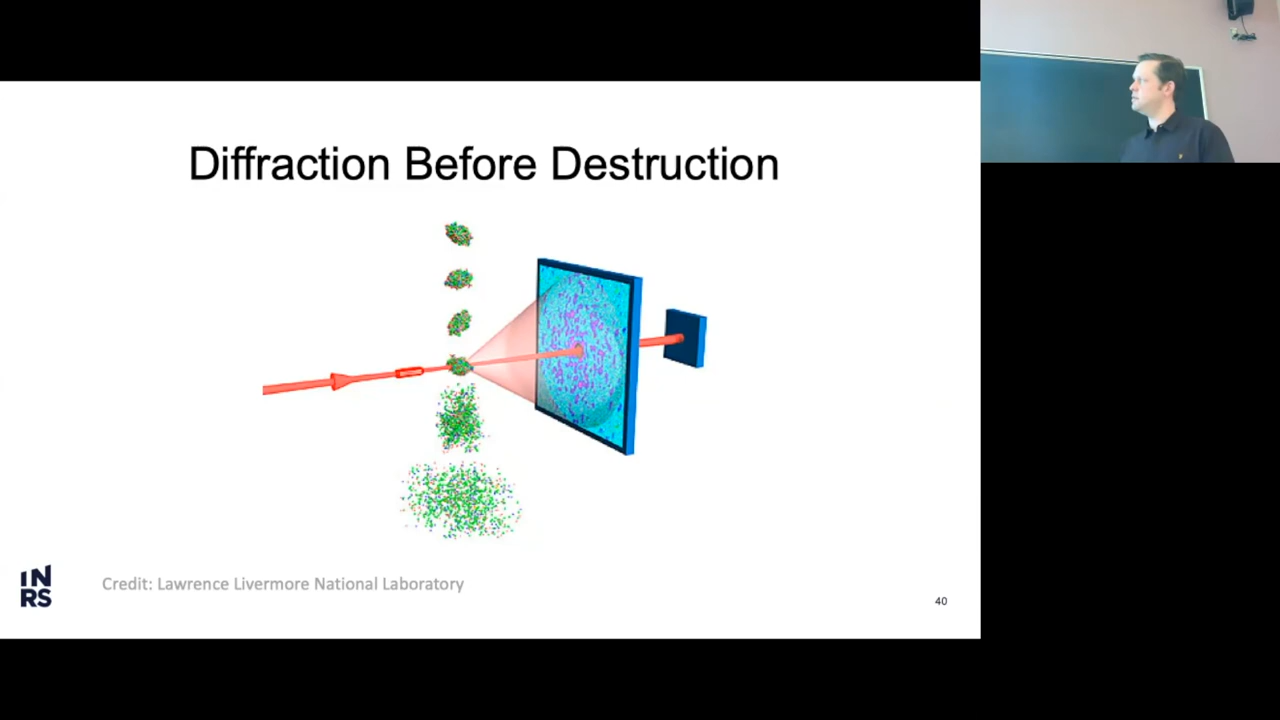 Diffraction Before Destruction
IN
RS
Credit: Lawrence Livermore National Laboratory
40